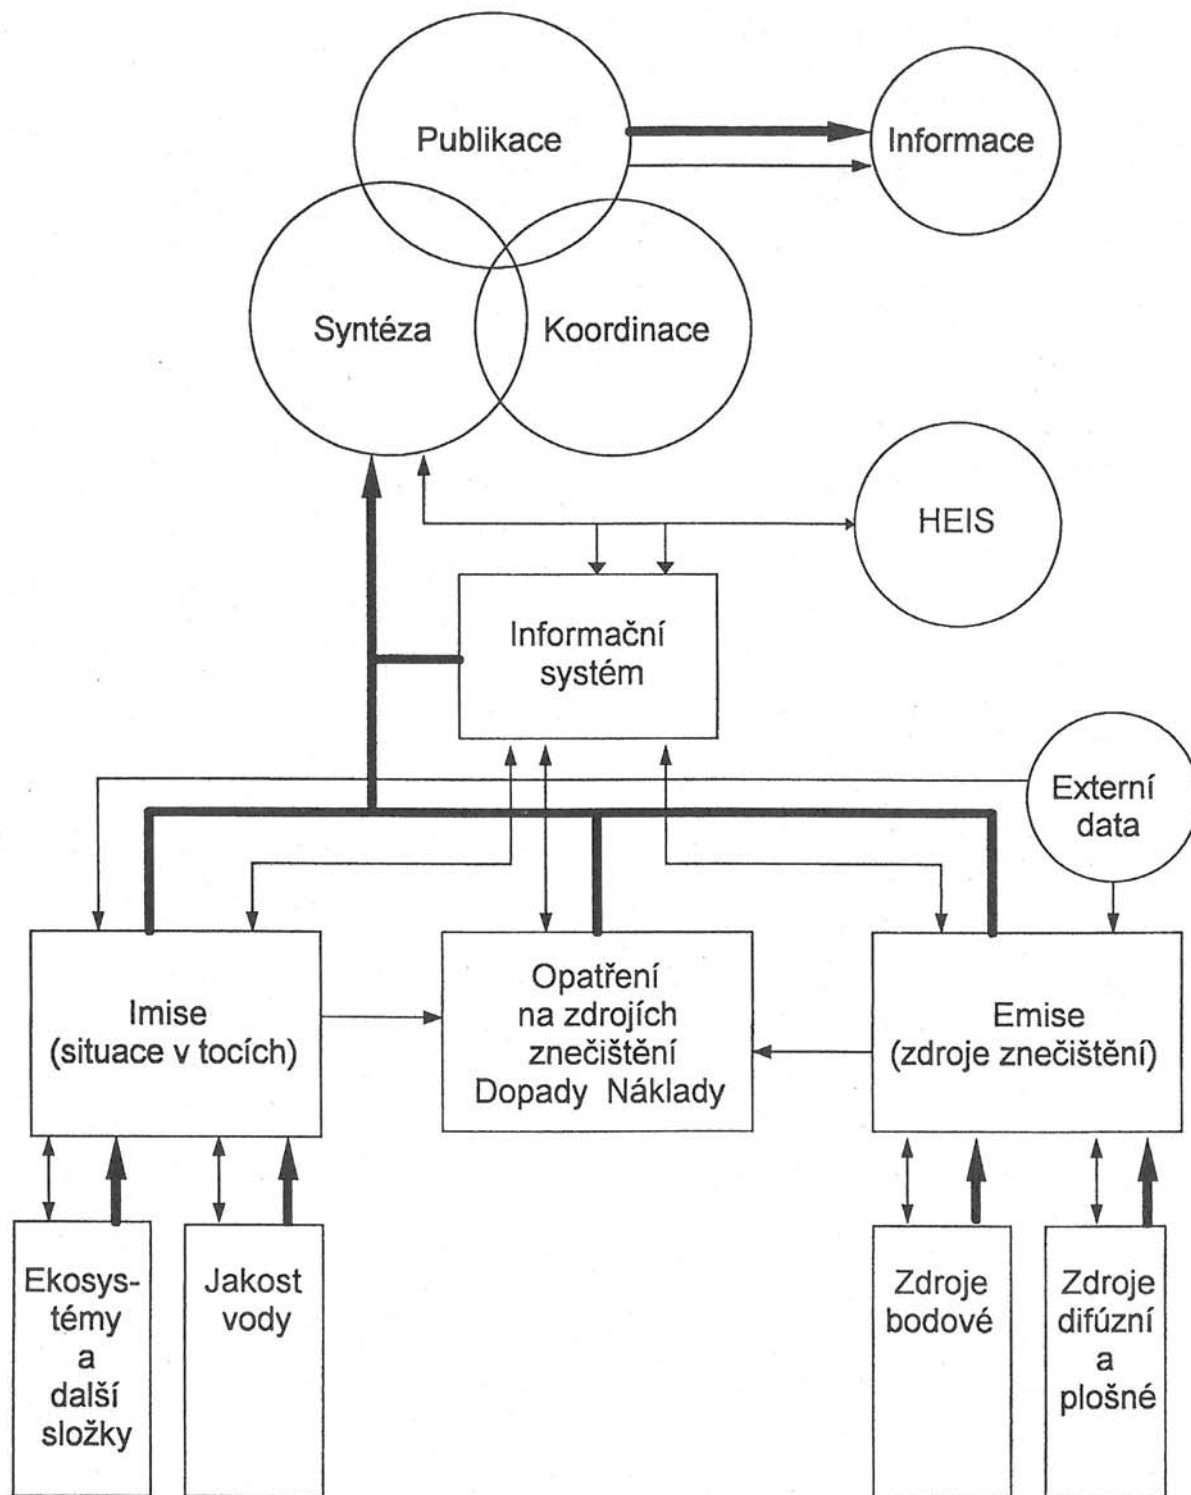 Publikace
Informace
Syntéza
Koordinace
HEIS
Informační
systém
Externí
data
Imise
(situace v tocích)
Opatření
na zdrojích
znečištění
Dopady Náklady
Emise
(zdroje znečištění)
Ekosys-
témy
a
další
složky
Jakost
vody
Zdroje
bodové
Zdroje
difúzní
a
plošné